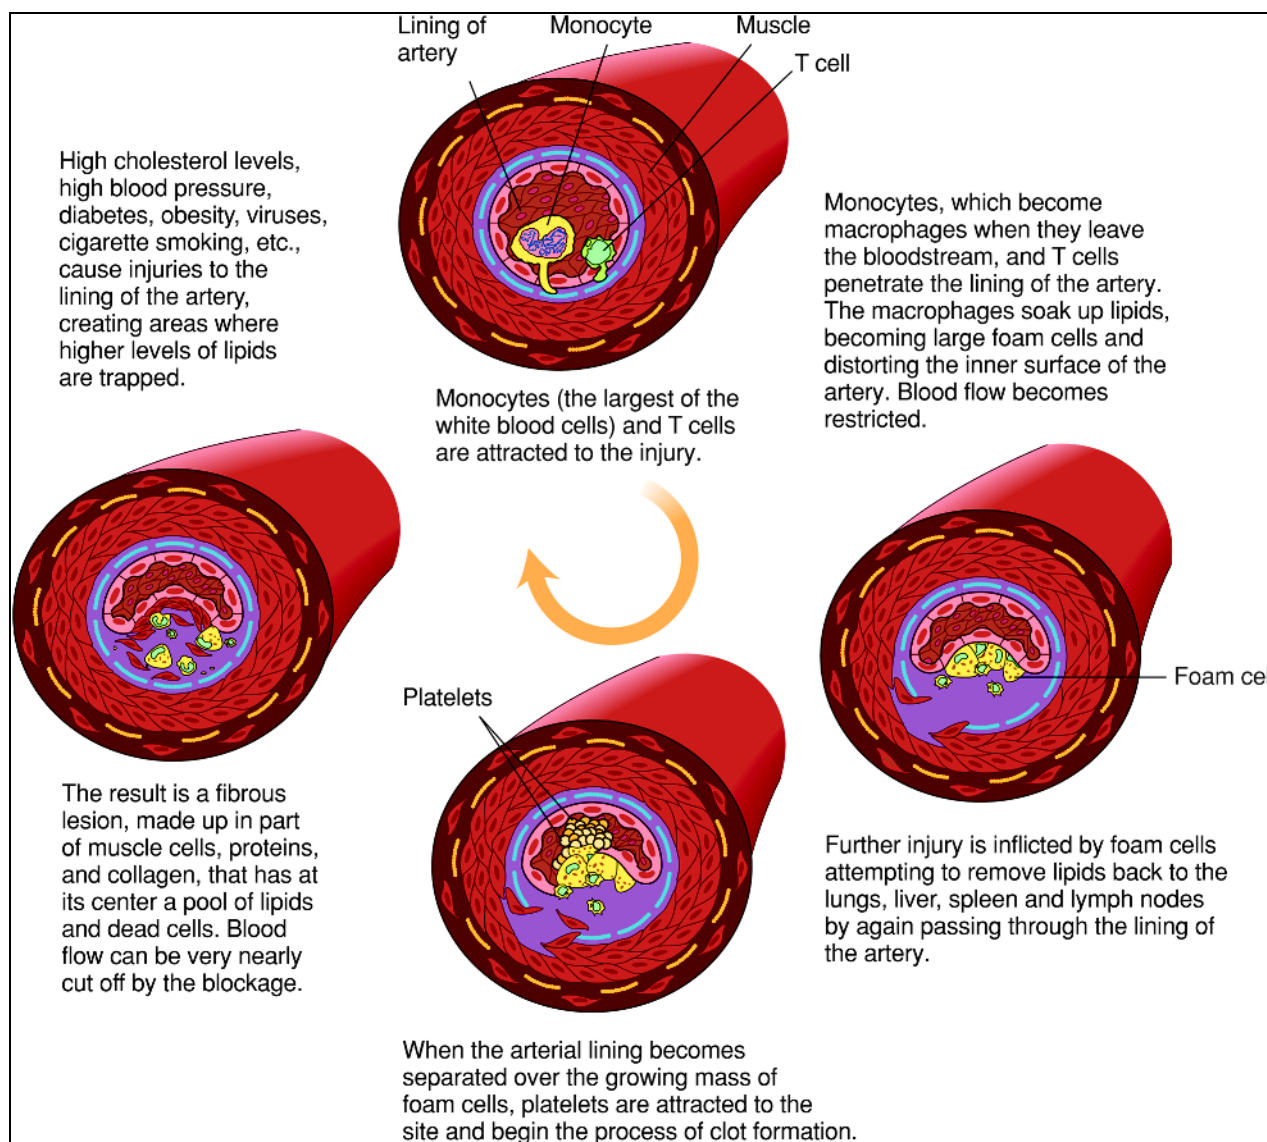 Lining of
artery
Monocyte
Muscle
T cell
High cholesterol levels,
high blood pressure,
diabetes, obesity, viruses,
cigarette smoking, etc.,
cause injuries to the
lining of the artery,
creating areas where
higher levels of lipids
are trapped.
Monocytes (the largest of the
white blood cells) and T cells
are attracted to the injury.
Monocytes, which become
macrophages when they leave
the bloodstream, and T cells
penetrate the lining of the artery.
The macrophages soak up lipids,
becoming large foam cells and
distorting the inner surface of the
artery. Blood flow becomes
restricted.
Foam cel
Further injury is inflicted by foam cells
attempting to remove lipids back to the
lungs, liver, spleen and lymph nodes
by again passing through the lining of
the artery.
Platelets
When the arterial lining becomes
separated over the growing mass of
foam cells, platelets are attracted to the
site and begin the process of clot formation.
The result is a fibrous
lesion, made up in part
of muscle cells, proteins,
and collagen, that has at
its center a pool of lipids
and dead cells. Blood
flow can be very nearly
cut off by the blockage.